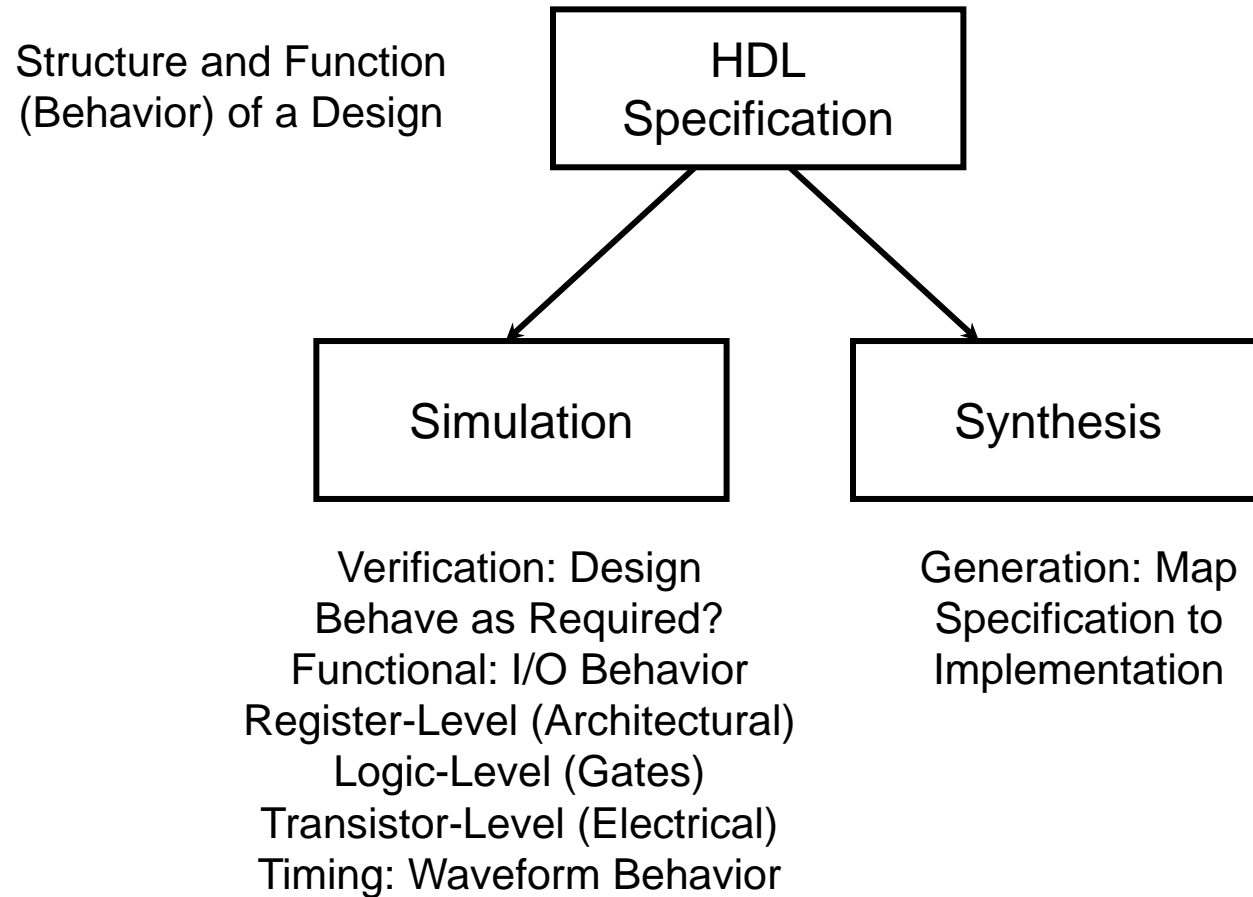 Structure and Function
(Behavior) of a Design
HDL
Specification
Simulation
Synthesis
Verification: Design
Behave as Required?
Functional: I/O Behavior
Register-Level (Architectural)
Logic-Level (Gates)
Transistor-Level (Electrical)
Timing: Waveform Behavior
Generation: Map
Specification to
Implementation